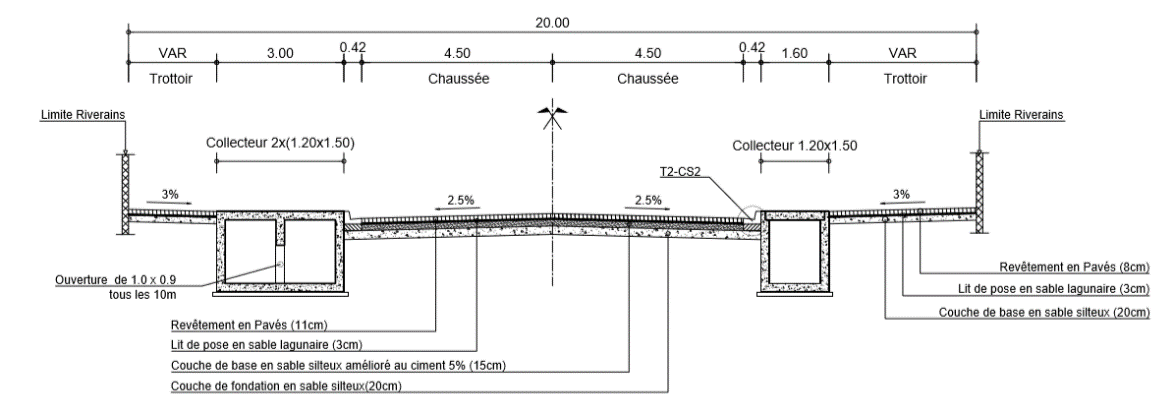 20.00
VAR
3.00
0.42
4.50
4.50
0.42
1.60
VAR
Trottoir
Chaussée
Chaussée
Trottoir
Limite Riverains
Limite Riverains
Collecteur 2x(1.20x1.50)
Collecteur 1.20x1.50
T2-CS2
3%
2.5%
2.5%
3%
Ouverture de 1.0 x 0.9
tous les 10m
Revêtement en Pavés (8cm)
Lit de pose en sable lagunaire (3cm)
Couche de base en sable silteux (20cm)
Revêtement en Pavés (11cm)
Lit de pose en sable lagunaire (3cm)
Couche de base en sable silteux amélioré au ciment 5% (15cm)
Couche de fondation en sable silteux(20cm)